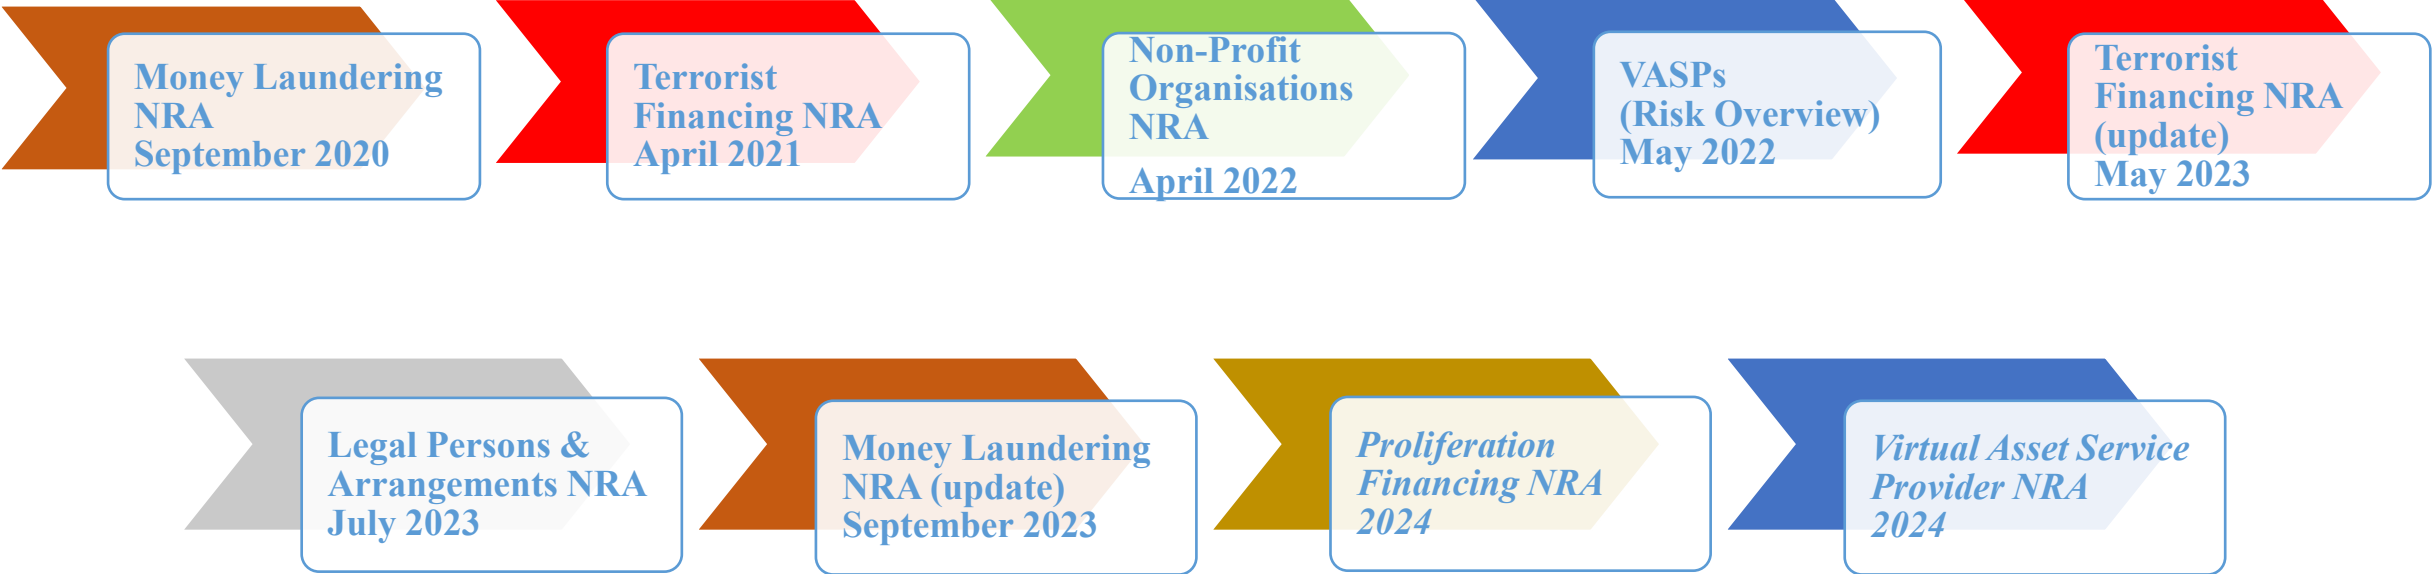 Money Laundering
NRA
September 2020
Terrorist
Financing NRA
April 2021
Non-Profit
Organisations
NRA
April 2022
VASPs
(Risk Overview)
May 2022
Terrorist
Financing NRA
(update)
May 2023
Legal Persons &
Arrangements NRA
July 2023
Money Laundering
NRA (update)
September 2023
Proliferation
Financing NRA
2024
Virtual Asset Service
Provider NRA
2024